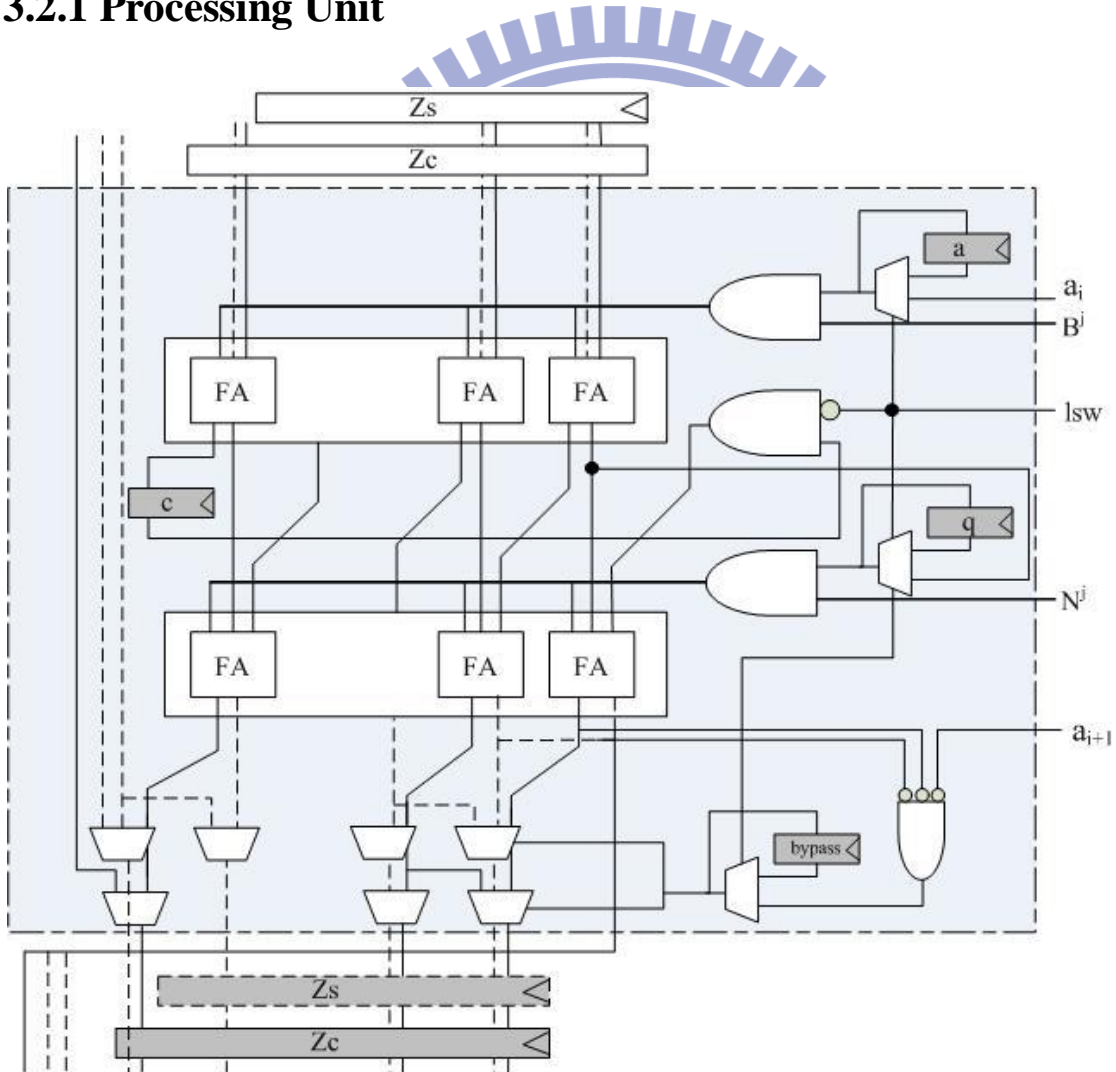 3.2.1 Processing Unit
Zs
Zc
a
aᵢ
Bʲ
FA FA FA
lsw
c
q
Nʲ
FA FA FA
aᵢ₊₁
bypass
Zs
Zc